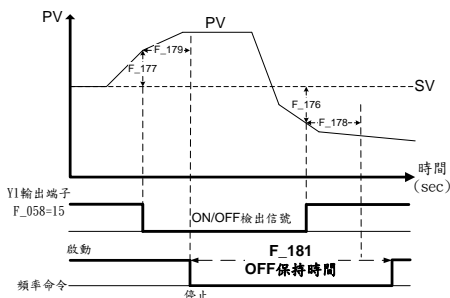 PV
PV
F_179
F_177
SV
F_176
F_178
時間
(sec)
Y1輸出端子
F_058=15
ON/OFF檢出信號
啟動
F_181
OFF保持時間
頻率命令
停止